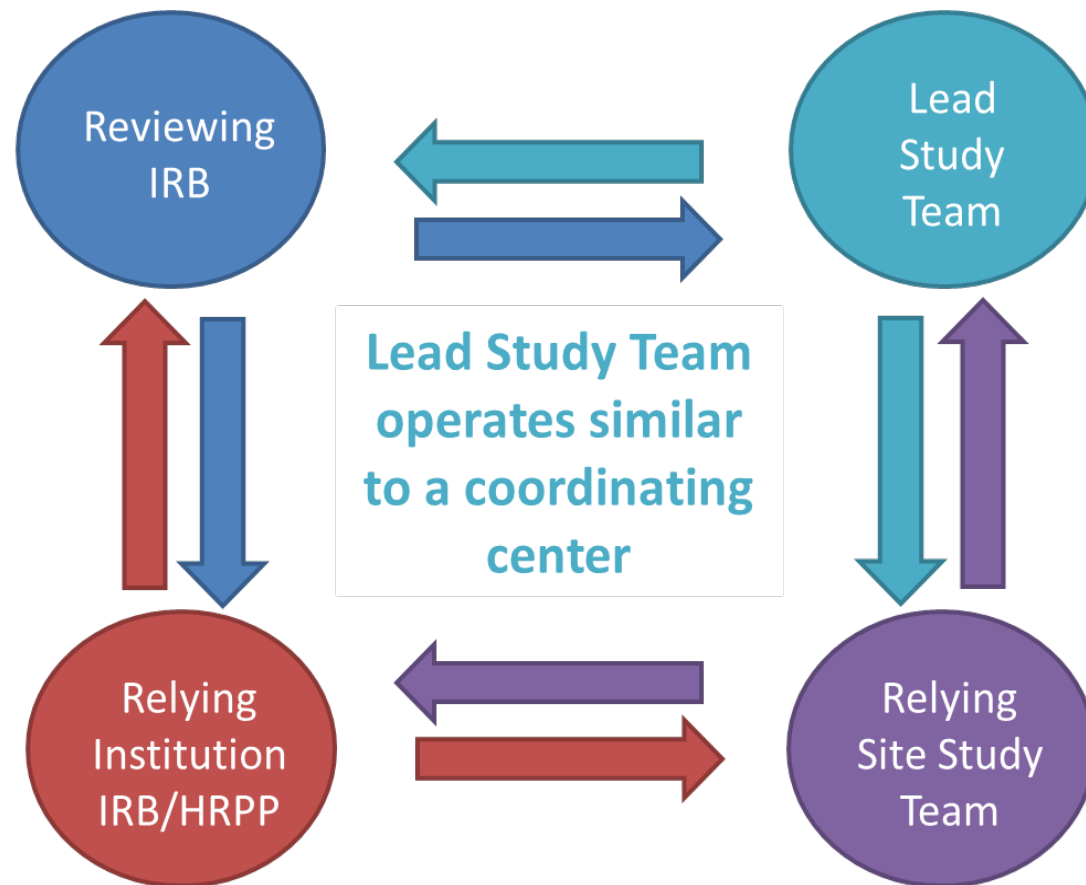 Reviewing
IRB
Lead
Study
Team
Lead Study Team
operates similar
to a coordinating
center
Relying
Institution
IRB/HRPP
Relying
Site Study
Team